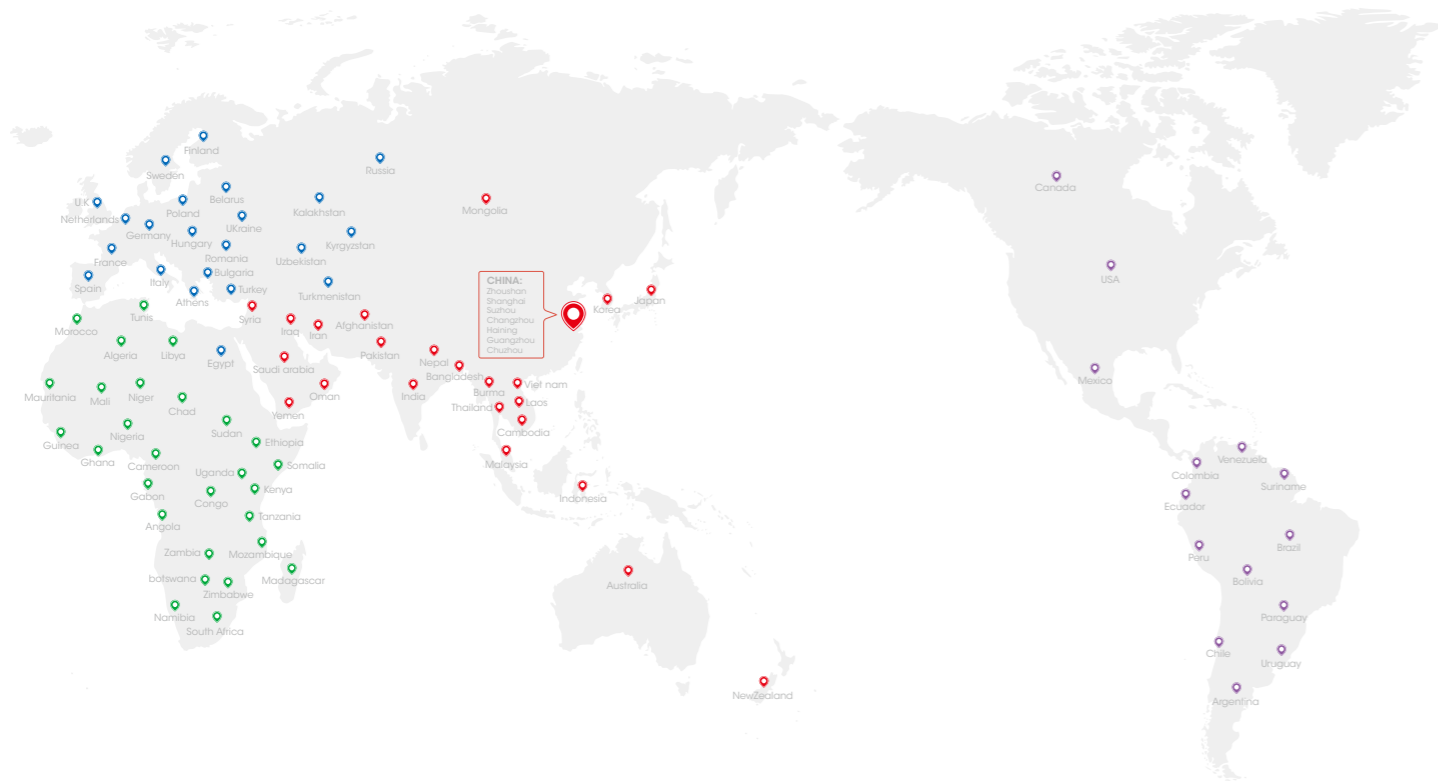 Finland
Sweden
Russia
Canada
U.K
Belarus
Poland
Kalakhstan
Mongolia
Netherlands
Germany
UKraine
Hungary
Kyrgyzstan
France
Romania
Uzbekistan
Italy
Bulgaria
USA
Spain
Athens
Turkey
Turkmenistan
CHINA:
Zhoushan
Shanghai
Suzhou
Changzhou
Haining
Guangzhou
Chuzhou
Korea
Japan
Tunis
Syria
Marocco
Iraq
Iran
Afghanistan
Algeria
Libya
Egypt
Saudi arabia
Pakistan
Nepal
Bangladesh
Mexico
Mauritania
Mali
Niger
Chad
Oman
India
Burma
Viet nam
Yemen
Thailand
Laos
Guinea
Nigeria
Sudan
Cambodia
Ghana
Ethiopia
Cameroon
Somalia
Malaysia
Venezuela
Colombia
Suriname
Uganda
Gabon
Congo
Kenya
Indonesia
Ecuador
Angola
Tanzania
Zambia
Mozambique
Peru
Brazil
botswana
Zimbabwe
Madagascar
Australia
Bolivia
Namibia
South Africa
Paraguay
Chile
Uruguay
NewZealand
Argentina